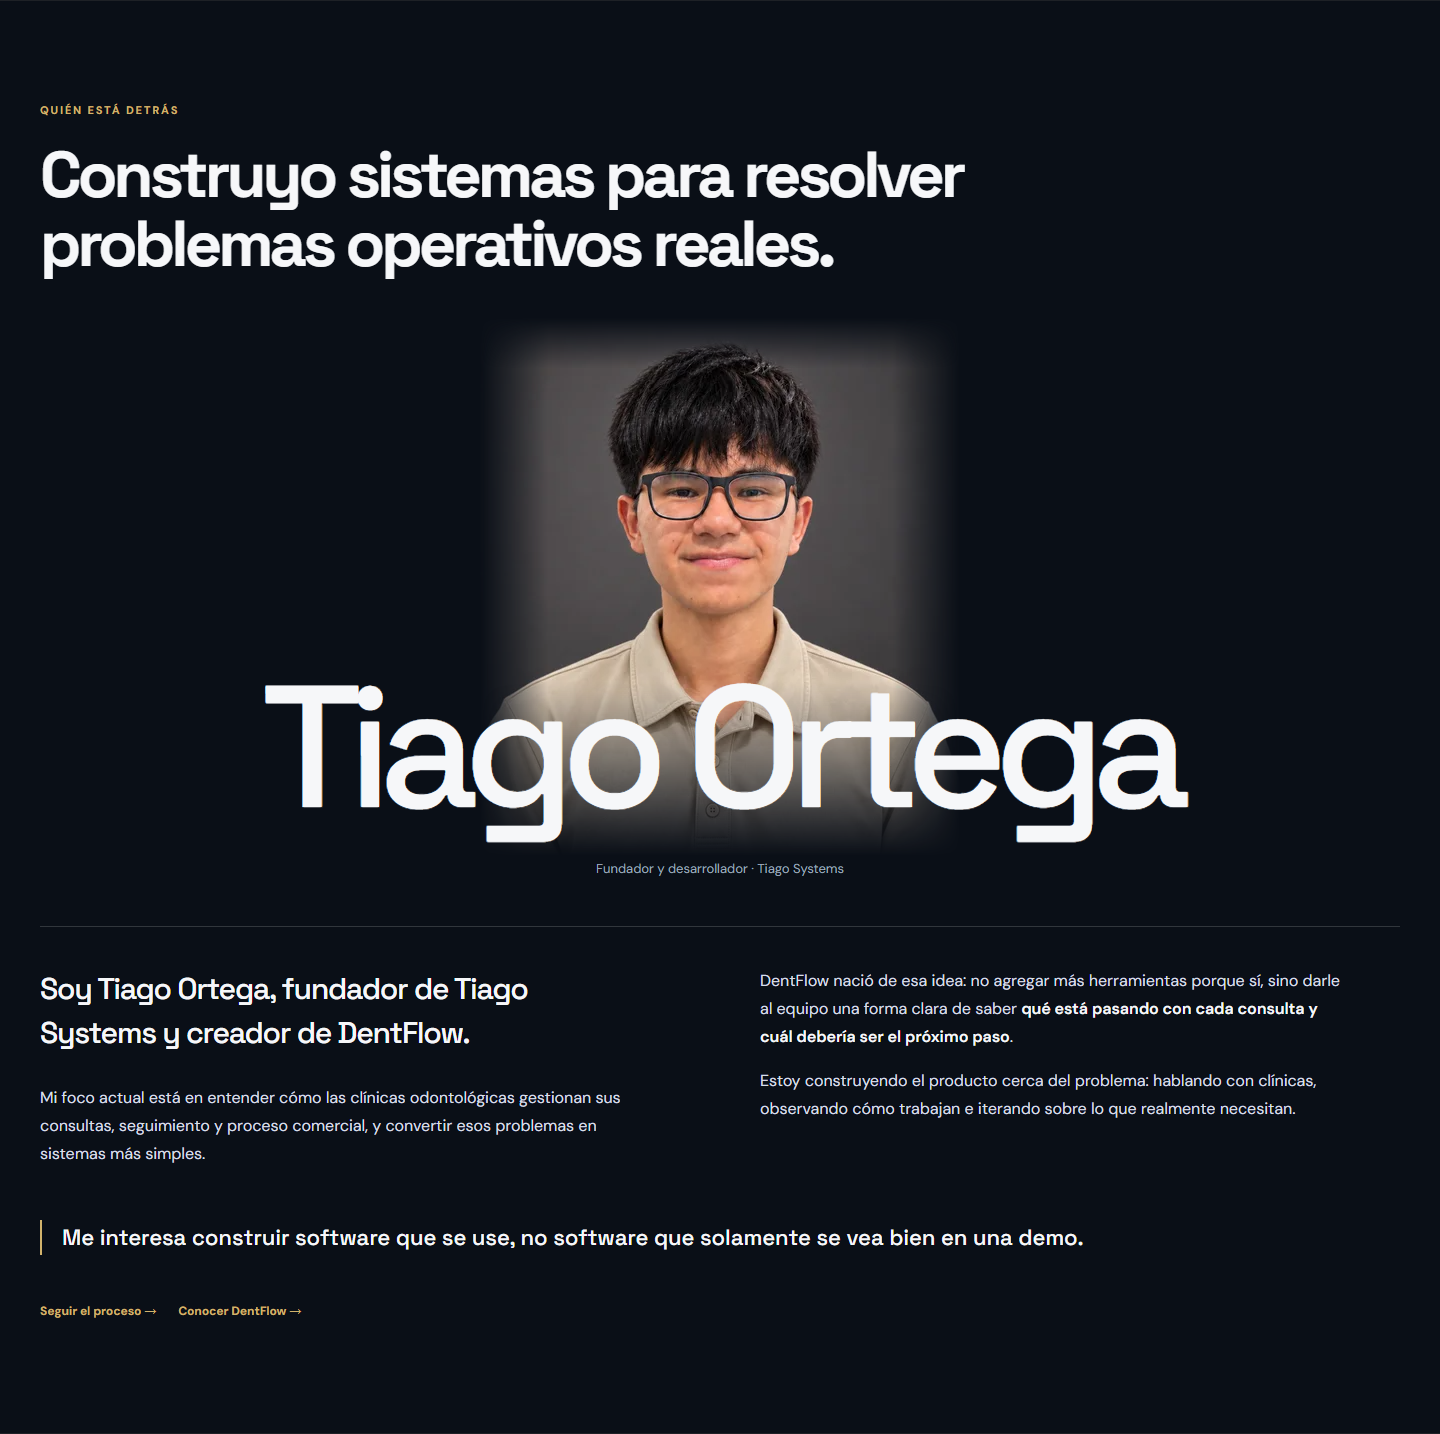 QUIÉN ESTÁ DETRÁS
Construyo sistemas para resolver
problemas operativos reales.
Tiago Ortega
Fundador y desarrollador · Tiago Systems
Soy Tiago Ortega, fundador de Tiago
Systems y creador de DentFlow.
Mi foco actual está en entender cómo las clínicas odontológicas gestionan sus
consultas, seguimiento y proceso comercial, y convertir esos problemas en
sistemas más simples.
DentFlow nació de esa idea: no agregar más herramientas porque sí, sino darle
al equipo una forma clara de saber qué está pasando con cada consulta y
cuál debería ser el próximo paso.
Estoy construyendo el producto cerca del problema: hablando con clínicas,
observando cómo trabajan e iterando sobre lo que realmente necesitan.
Me interesa construir software que se use, no software que solamente se vea bien en una demo.
Seguir el proceso → Conocer DentFlow →